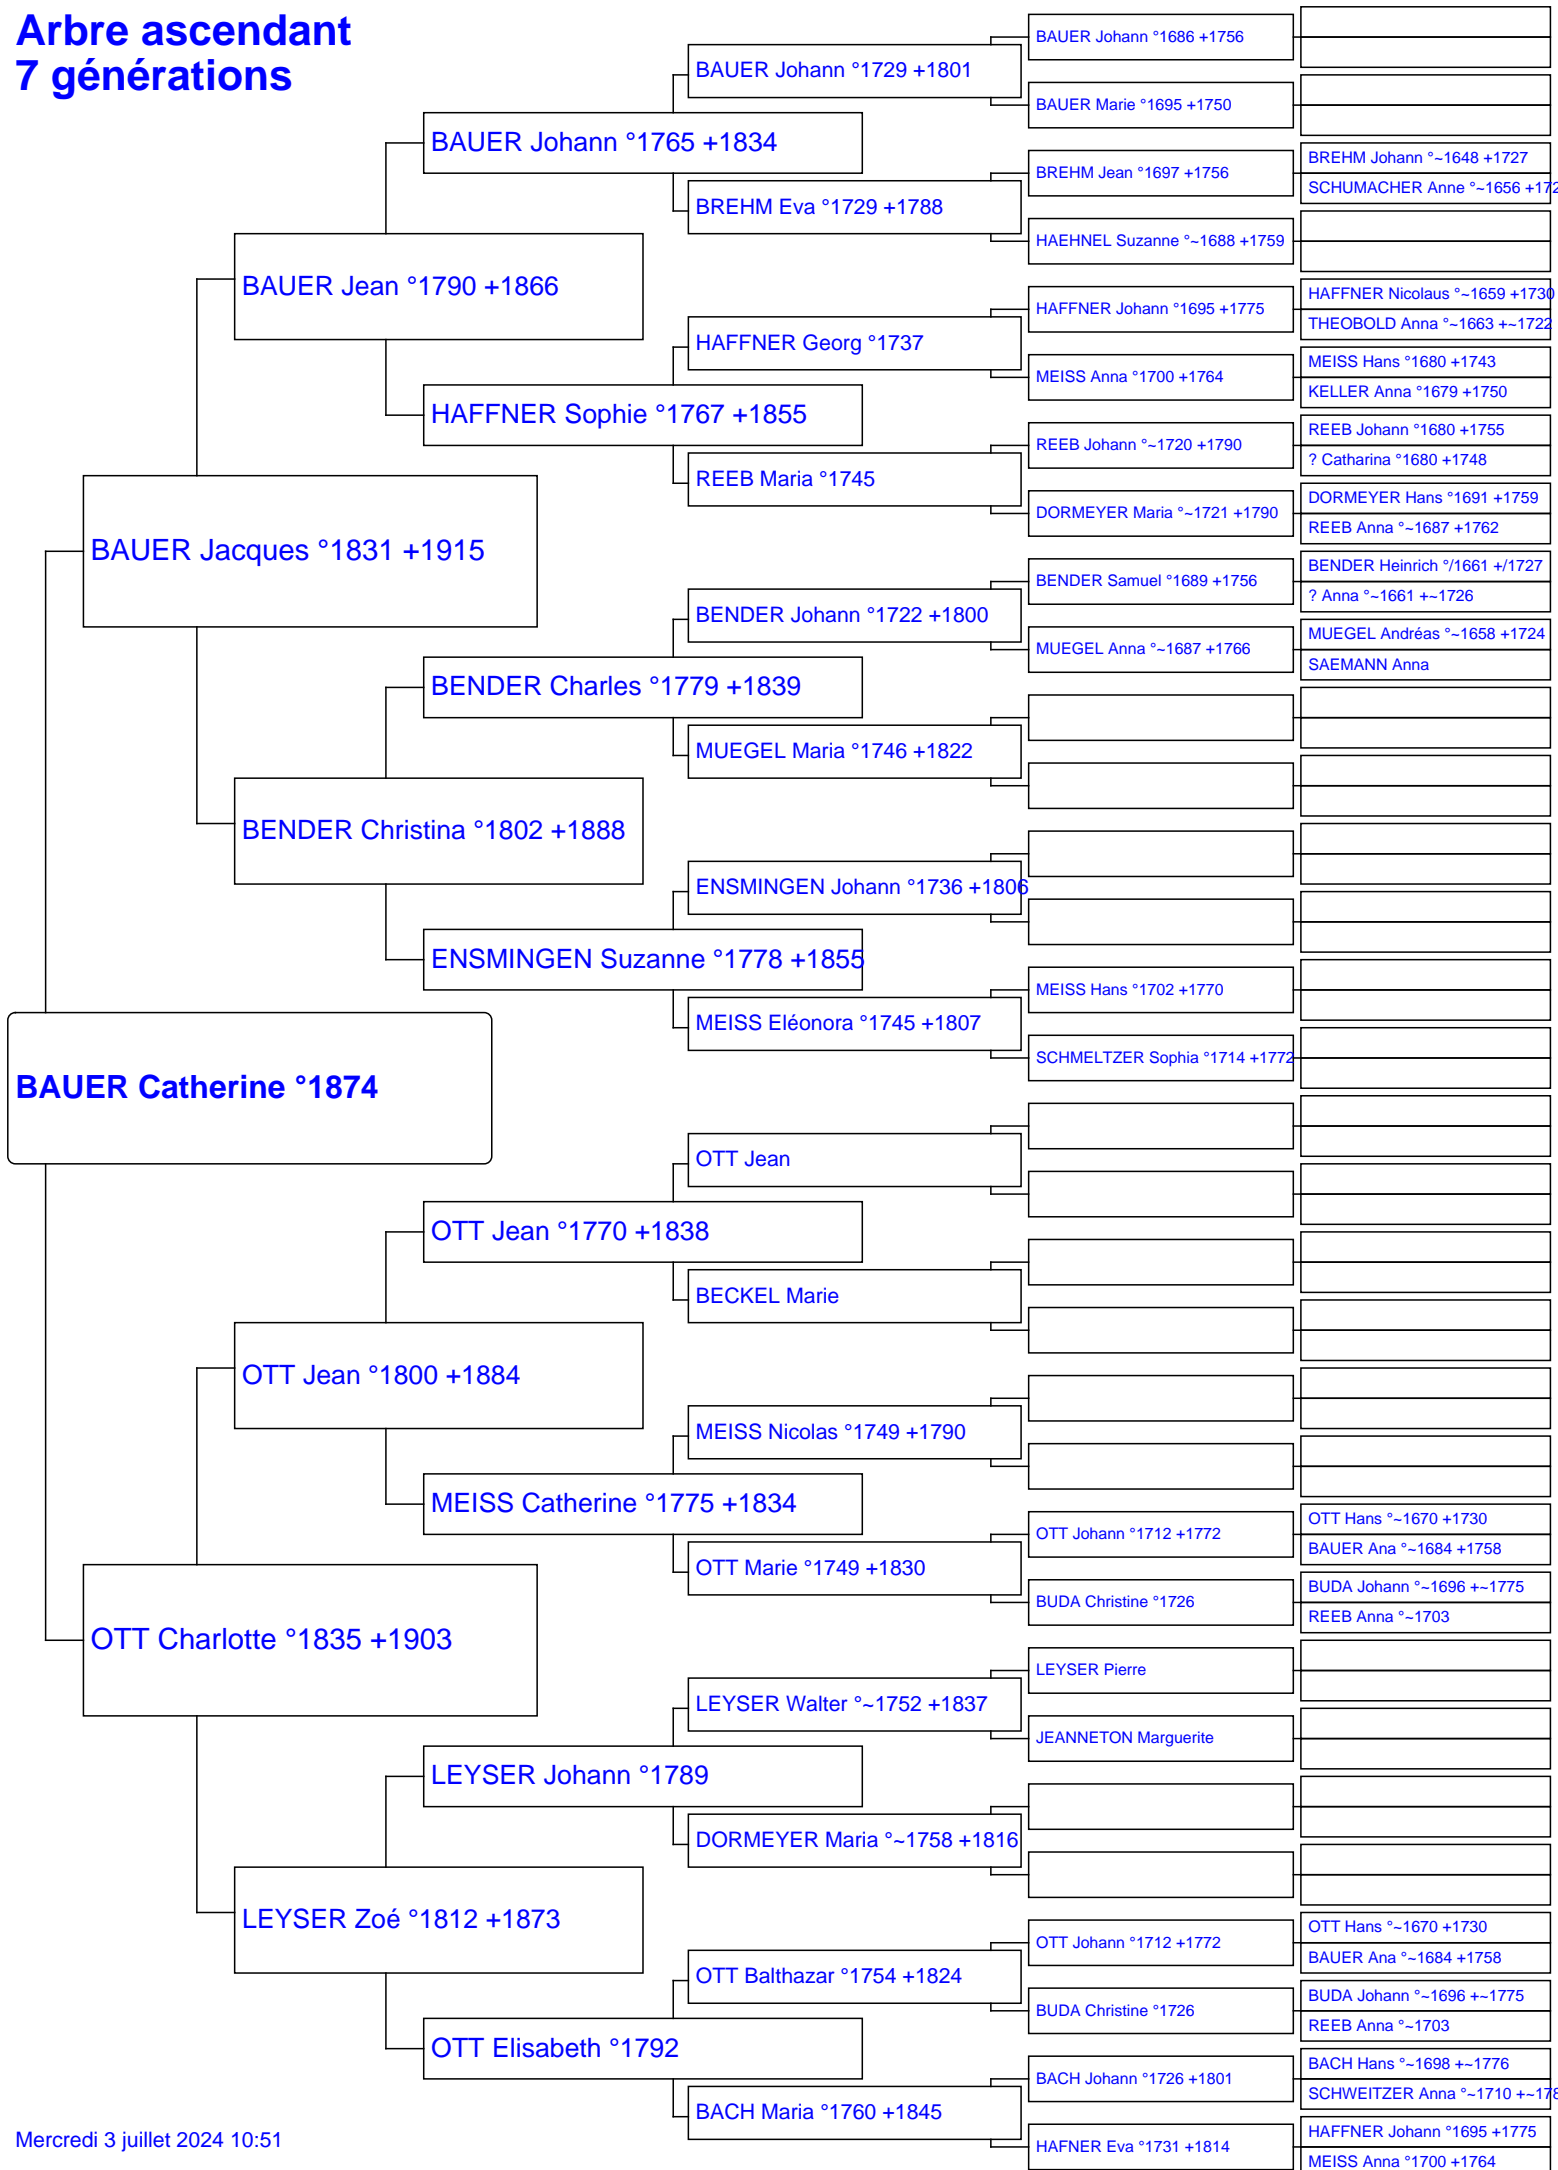 Arbre ascendant
7 générations
BAUER Catherine °1874
BAUER Jacques °1831 +1915
OTT Charlotte °1835 +1903
BAUER Jean °1790 +1866
BENDER Christina °1802 +1888
OTT Jean °1800 +1884
LEYSER Zoé °1812 +1873
BAUER Johann °1765 +1834
HAFFNER Sophie °1767 +1855
BENDER Charles °1779 +1839
ENSMINGEN Suzanne °1778 +1855
OTT Jean °1770 +1838
MEISS Catherine °1775 +1834
LEYSER Johann °1789
OTT Elisabeth °1792
BAUER Johann °1729 +1801
BREHM Eva °1729 +1788
HAFFNER Georg °1737
REEB Maria °1745
BENDER Johann °1722 +1800
MUEGEL Maria °1746 +1822
ENSMINGEN Johann °1736 +1806
MEISS Eléonora °1745 +1807
OTT Jean
BECKEL Marie
MEISS Nicolas °1749 +1790
OTT Marie °1749 +1830
LEYSER Walter °~1752 +1837
DORMEYER Maria °~1758 +1816
OTT Balthazar °1754 +1824
BACH Maria °1760 +1845
BAUER Johann °1686 +1756
BAUER Marie °1695 +1750
BREHM Jean °1697 +1756
HAEHNEL Suzanne °~1688 +1759
HAFFNER Johann °1695 +1775
MEISS Anna °1700 +1764
REEB Johann °~1720 +1790
DORMEYER Maria °~1721 +1790
BENDER Samuel °1689 +1756
MUEGEL Anna °~1687 +1766
MEISS Hans °1702 +1770
SCHMELTZER Sophia °1714 +1772
OTT Johann °1712 +1772
BUDA Christine °1726
LEYSER Pierre
JEANNETON Marguerite
OTT Johann °1712 +1772
BUDA Christine °1726
BACH Johann °1726 +1801
HAFNER Eva °1731 +1814
BREHM Johann °~1648 +1727
SCHUMACHER Anne °~1656 +172
HAFFNER Nicolaus °~1659 +1730
THEOBOLD Anna °~1663 +~1722
MEISS Hans °1680 +1743
KELLER Anna °1679 +1750
REEB Johann °1680 +1755
? Catharina °1680 +1748
DORMEYER Hans °1691 +1759
REEB Anna °~1687 +1762
BENDER Heinrich °/1661 +/1727
? Anna °~1661 +~1726
MUEGEL Andréas °~1658 +1724
SAEMANN Anna
OTT Hans °~1670 +1730
BAUER Ana °~1684 +1758
BUDA Johann °~1696 +~1775
REEB Anna °~1703
OTT Hans °~1670 +1730
BAUER Ana °~1684 +1758
BUDA Johann °~1696 +~1775
REEB Anna °~1703
BACH Hans °~1698 +~1776
SCHWEITZER Anna °~1710 +~178
HAFFNER Johann °1695 +1775
MEISS Anna °1700 +1764
Mercredi 3 juillet 2024 10:51